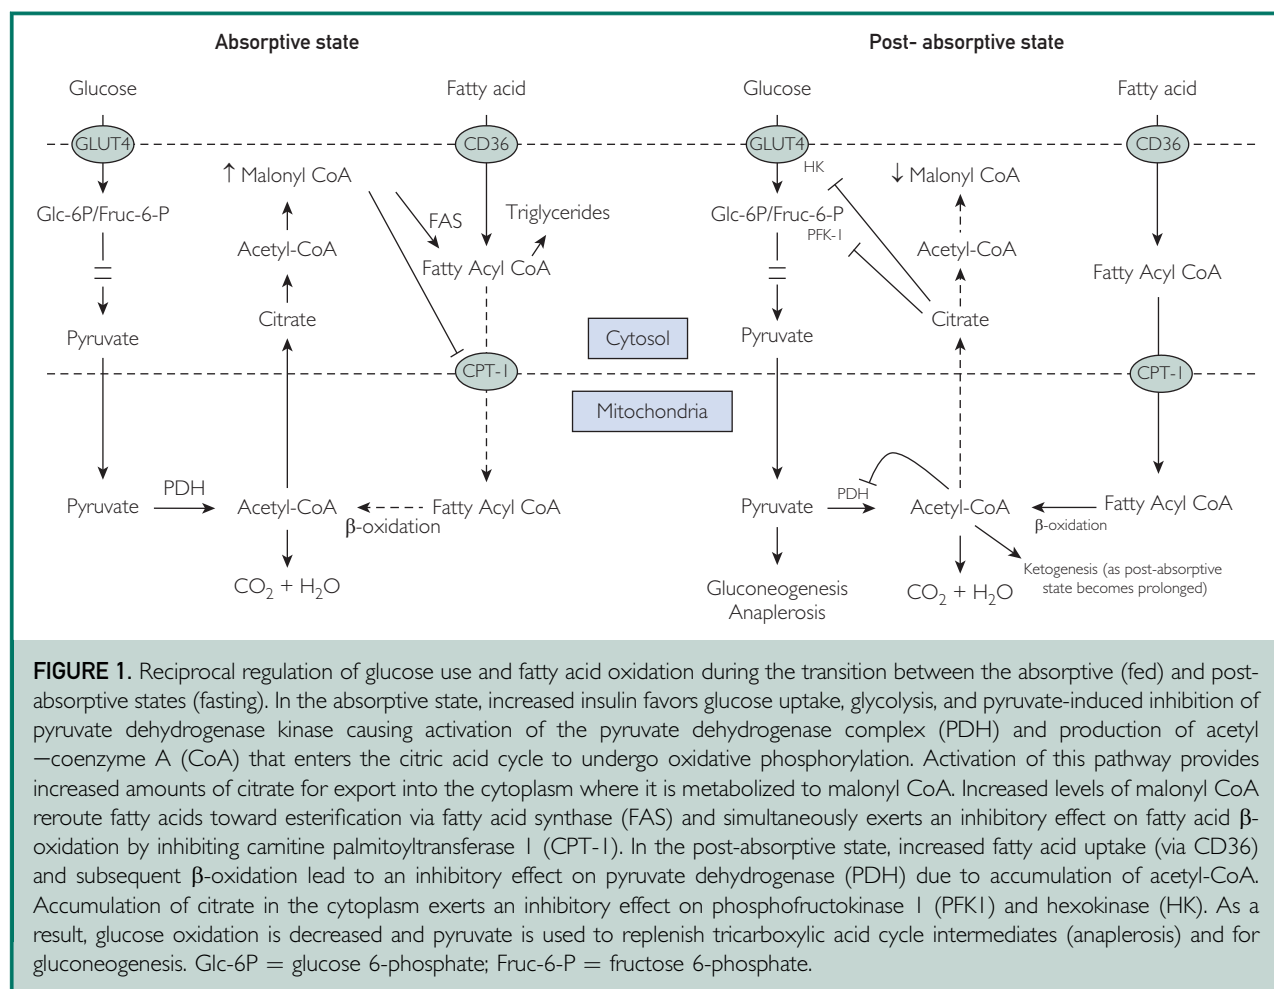 Absorptive state
Glucose
Fatty acid
GLUT4
CD36
↑ Malonyl CoA
Glc-6P/Fruc-6-P
FAS
Triglycerides
Acetyl-CoA
Fatty Acyl CoA
Citrate
Pyruvate
CPT-1
Pyruvate
PDH
Acetyl-CoA
Fatty Acyl CoA
β-oxidation
CO2 + H2O
Cytosol
Mitochondria
Post- absorptive state
Glucose
Fatty acid
GLUT4
CD36
HK
↓ Malonyl CoA
Glc-6P/Fruc-6-P
PFK-1
Acetyl-CoA
Fatty Acyl CoA
Citrate
Pyruvate
CPT-1
PDH
Pyruvate
Acetyl-CoA
Fatty Acyl CoA
β-oxidation
Gluconeogenesis
Anaplerosis
CO2 + H2O
Ketogenesis (as post-absorptive
state becomes prolonged)
FIGURE 1. Reciprocal regulation of glucose use and fatty acid oxidation during the transition between the absorptive (fed) and post-
absorptive states (fasting). In the absorptive state, increased insulin favors glucose uptake, glycolysis, and pyruvate-induced inhibition of
pyruvate dehydrogenase kinase causing activation of the pyruvate dehydrogenase complex (PDH) and production of acetyl
−coenzyme A (CoA) that enters the citric acid cycle to undergo oxidative phosphorylation. Activation of this pathway provides
increased amounts of citrate for export into the cytoplasm where it is metabolized to malonyl CoA. Increased levels of malonyl CoA
reroute fatty acids toward esterification via fatty acid synthase (FAS) and simultaneously exerts an inhibitory effect on fatty acid β-
oxidation by inhibiting carnitine palmitoyltransferase 1 (CPT-1). In the post-absorptive state, increased fatty acid uptake (via CD36)
and subsequent β-oxidation lead to an inhibitory effect on pyruvate dehydrogenase (PDH) due to accumulation of acetyl-CoA.
Accumulation of citrate in the cytoplasm exerts an inhibitory effect on phosphofructokinase 1 (PFK1) and hexokinase (HK). As a
result, glucose oxidation is decreased and pyruvate is used to replenish tricarboxylic acid cycle intermediates (anaplerosis) and for
gluconeogenesis. Glc-6P = glucose 6-phosphate; Fruc-6-P = fructose 6-phosphate.